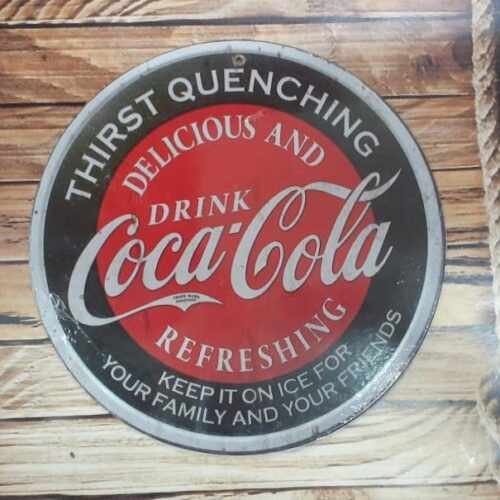 THIRST QUENCHING
DELICIOUS AND
DRINK
Coca-Cola
REFRESHING
KEEP IT ON ICE FOR
YOUR FAMILY AND YOUR FRIENDS